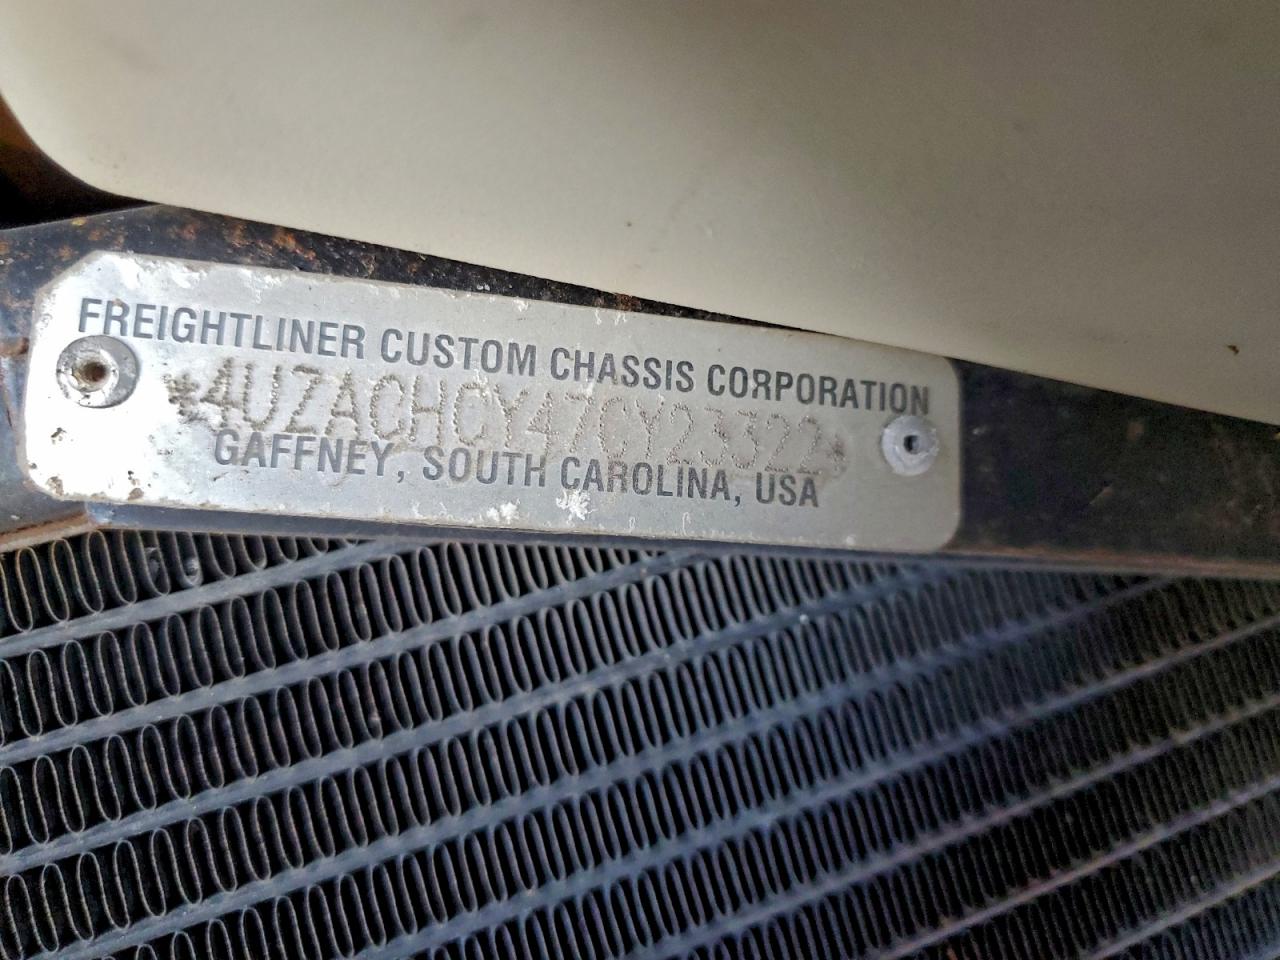 FREIGHTLINER CUSTOM CHASSIS CORPORATION
*4UZACHCY47CY23322*
GAFFNEY, SOUTH CAROLINA, USA